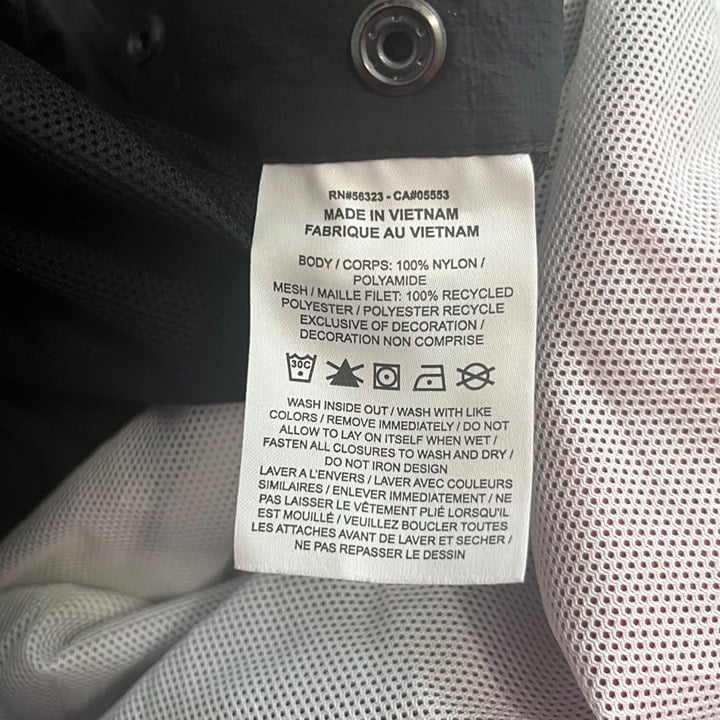 RN#56323 - CA#05553
MADE IN VIETNAM
FABRIQUE AU VIETNAM
BODY / CORPS: 100% NYLON /
POLYAMIDE
MESH / MAILLE FILET: 100% RECYCLED
POLYESTER / POLYESTER RECYCLE
EXCLUSIVE OF DECORATION /
DECORATION NON COMPRISE
30C
WASH INSIDE OUT / WASH WITH LIKE
COLORS / REMOVE IMMEDIATELY / DO NOT
ALLOW TO LAY ON ITSELF WHEN WET /
FASTEN ALL CLOSURES TO WASH AND DRY /
DO NOT IRON DESIGN
LAVER A L'ENVERS / LAVER AVEC COULEURS
SIMILAIRES / ENLEVER IMMEDIATEMENT / NE
PAS LAISSER LE VÊTEMENT PLIÉ LORSQU'IL
EST MOUILLÉ / VEUILLEZ BOUCLER TOUTES
LES ATTACHES AVANT DE LAVER ET SECHER /
NE PAS REPASSER LE DESSIN